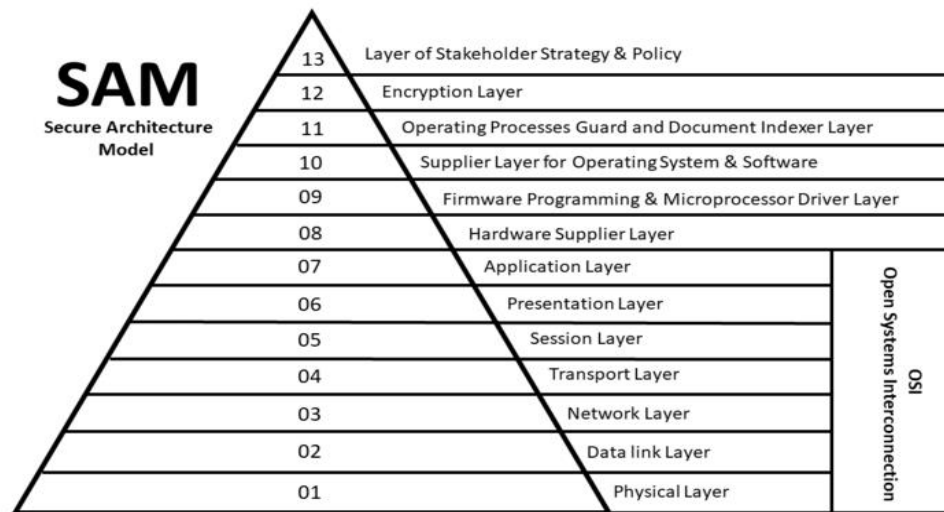 SAM
Secure Architecture
Model
13 Layer of Stakeholder Strategy & Policy
12 Encryption Layer
11 Operating Processes Guard and Document Indexer Layer
10 Supplier Layer for Operating System & Software
09 Firmware Programming & Microprocessor Driver Layer
08 Hardware Supplier Layer
07 Application Layer
06 Presentation Layer
05 Session Layer
04 Transport Layer
03 Network Layer
02 Data link Layer
01 Physical Layer
OSI
Open Systems Interconnection